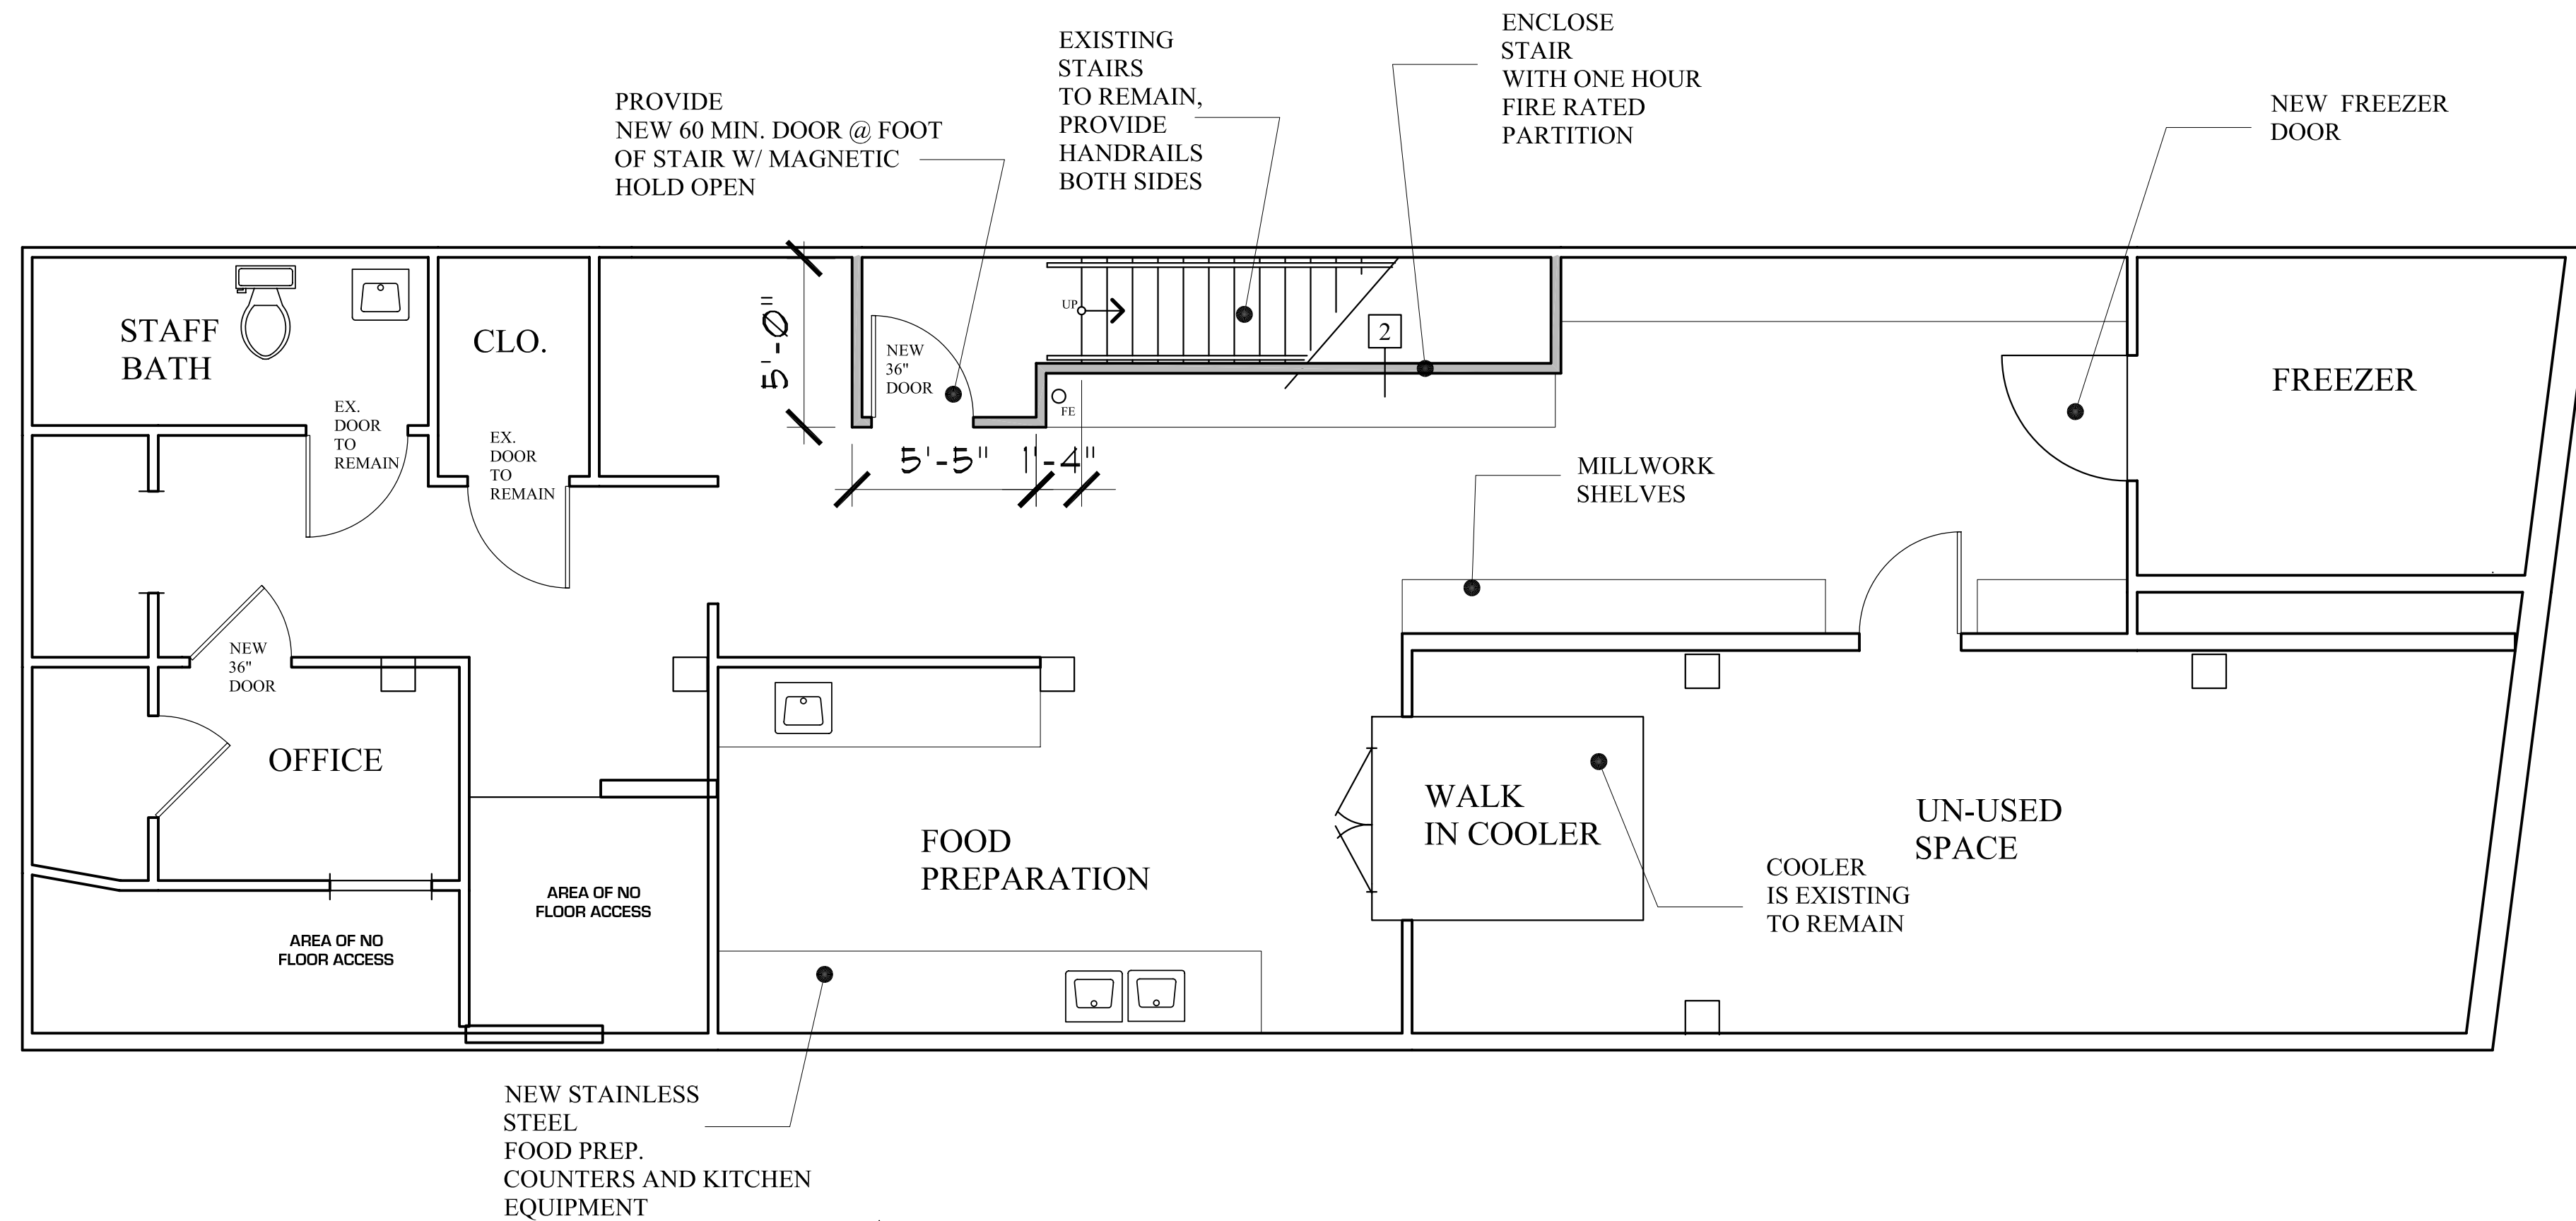 ENCLOSE
STAIR
WITH ONE HOUR
FIRE RATED
PARTITION
EXISTING
STAIRS
TO REMAIN,
PROVIDE
HANDRAILS
BOTH SIDES
PROVIDE
NEW 60 MIN. DOOR @ FOOT
OF STAIR W/ MAGNETIC
HOLD OPEN
NEW FREEZER
DOOR
STAFF
BATH
CLO.
5'-0"
UP
NEW
36"
DOOR
2
FE
FREEZER
EX.
DOOR
TO
REMAIN
EX.
DOOR
TO
REMAIN
5'-5"
1'-4"
MILLWORK
SHELVES
NEW
36"
DOOR
OFFICE
WALK
IN COOLER
UN-USED
SPACE
FOOD
PREPARATION
COOLER
IS EXISTING
TO REMAIN
AREA OF NO
FLOOR ACCESS
AREA OF NO
FLOOR ACCESS
NEW STAINLESS
STEEL
FOOD PREP.
COUNTERS AND KITCHEN
EQUIPMENT